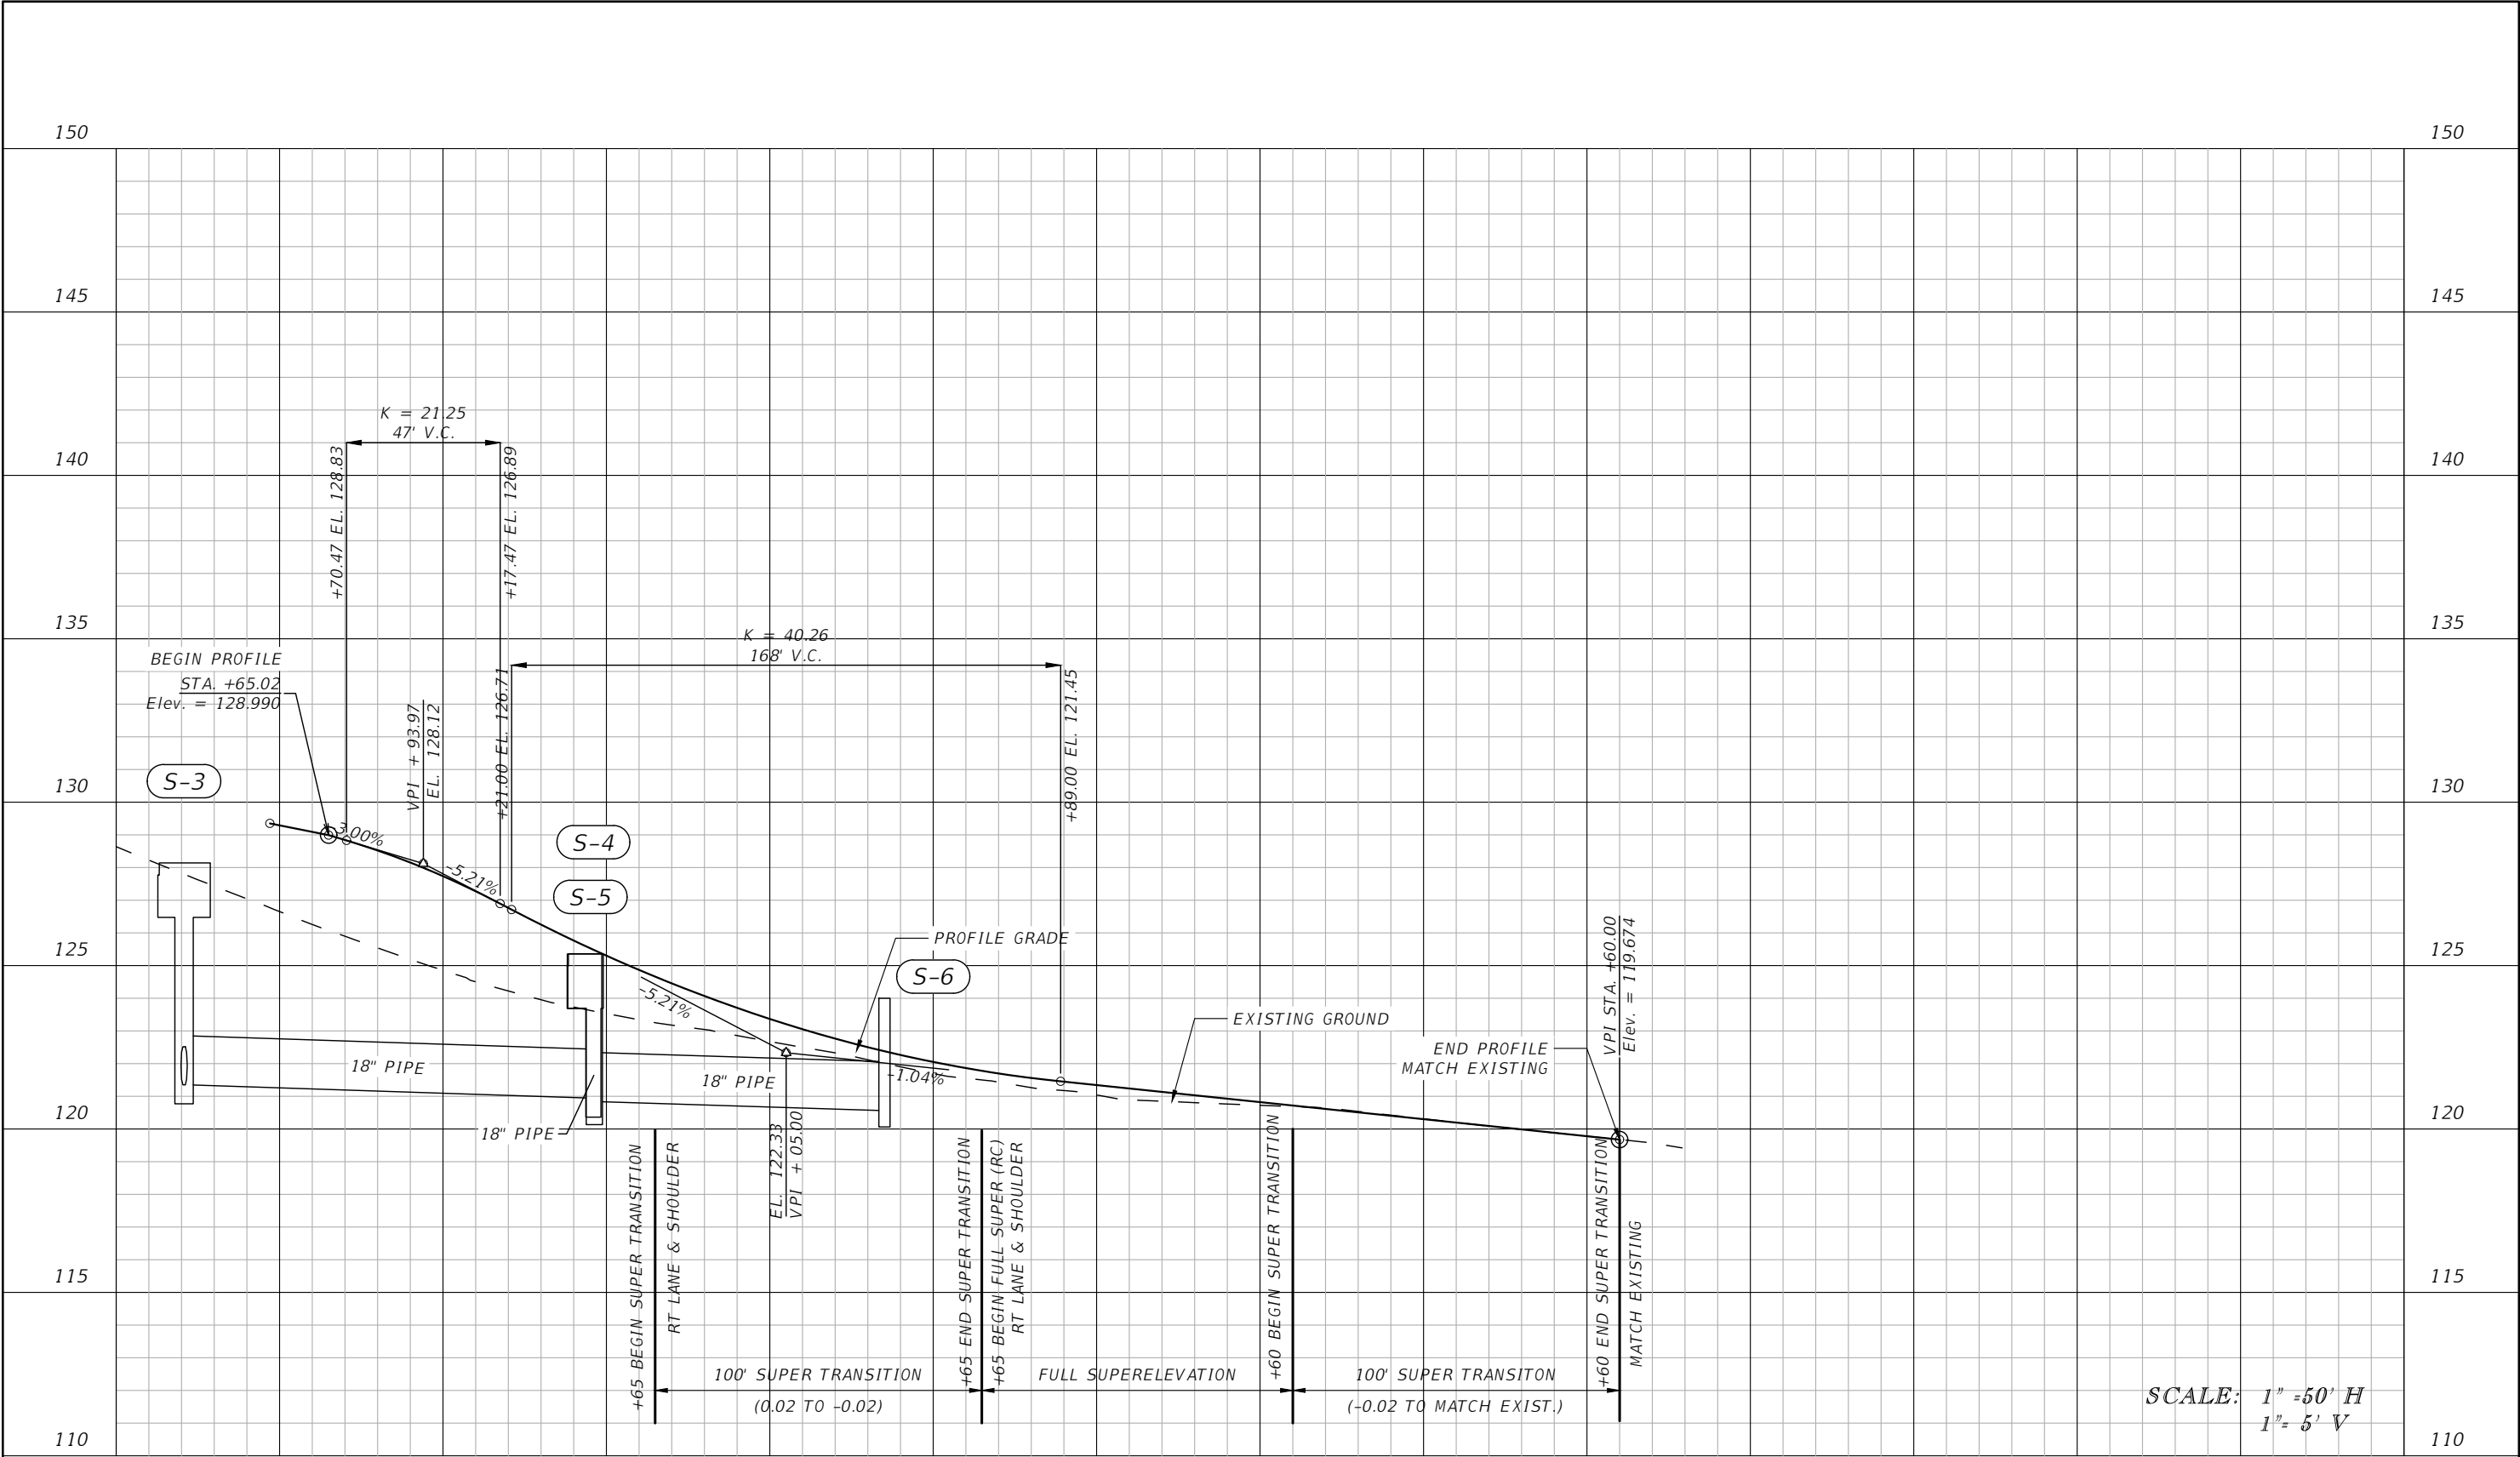 150 150
145 145
K = 21.25
47' V.C.
140 140
+70.47 EL. 128.83
+17.47 EL. 126.89
135 135
K = 40.26
168' V.C.
BEGIN PROFILE
STA. +65.02
Elev. = 128.990
VPI + 93.97
EL. 128.12
+21.00 EL. 126.71
+89.00 EL. 121.45
S-3
130 130
3.00%
-5.21%
S-4
S-5
125 125
PROFILE GRADE
S-6
-5.21%
EXISTING GROUND
VPI STA. +60.00
Elev. = 119.674
END PROFILE
MATCH EXISTING
18" PIPE
18" PIPE
-1.04%
120 120
18" PIPE
EL. 122.33
VPI + 05.00
+65 BEGIN SUPER TRANSITION
RT LANE & SHOULDER
+65 END SUPER TRANSITION
+65 BEGIN FULL SUPER (RC)
RT LANE & SHOULDER
+60 BEGIN SUPER TRANSITION
+60 END SUPER TRANSITION
MATCH EXISTING
115 115
100' SUPER TRANSITION
(0.02 TO -0.02)
FULL SUPERELEVATION
100' SUPER TRANSITON
(-0.02 TO MATCH EXIST.)
SCALE: 1" =50' H
1"= 5' V
110 110